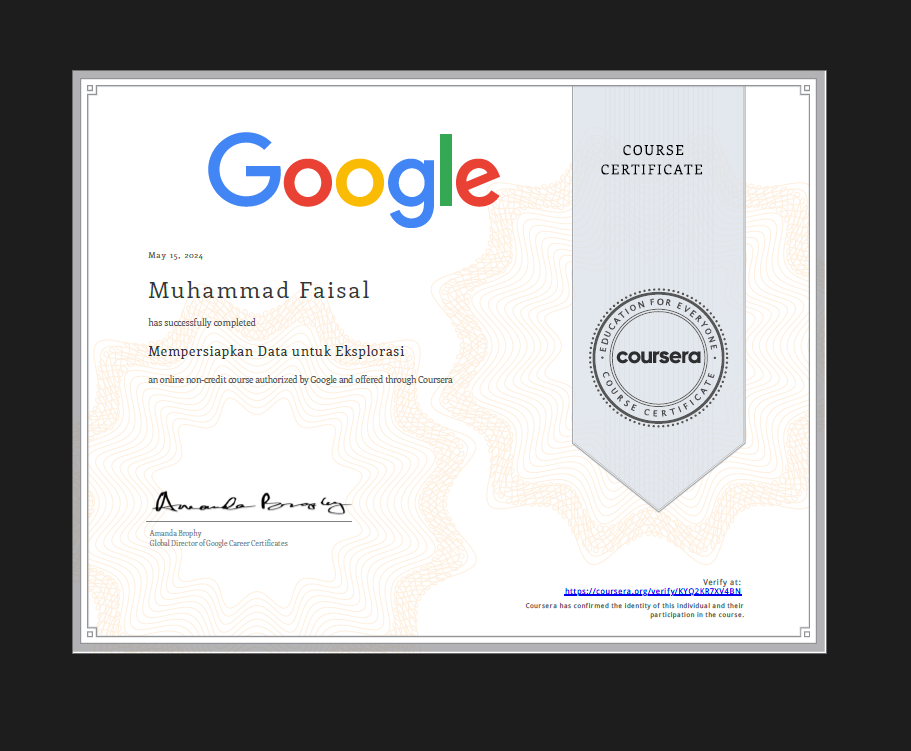 Google
COURSE
CERTIFICATE
May 15, 2024
Muhammad Faisal
has successfully completed
Mempersiapkan Data untuk Eksplorasi
an online non-credit course authorized by Google and offered through Coursera
EDUCATION FOR EVERYONE
coursera
COURSE CERTIFICATE
Amanda Brophy
Amanda Brophy
Global Director of Google Career Certificates
Verify at:
https://coursera.org/verify/KYQ2KR7XV4BN
Coursera has confirmed the identity of this individual and their
participation in the course.